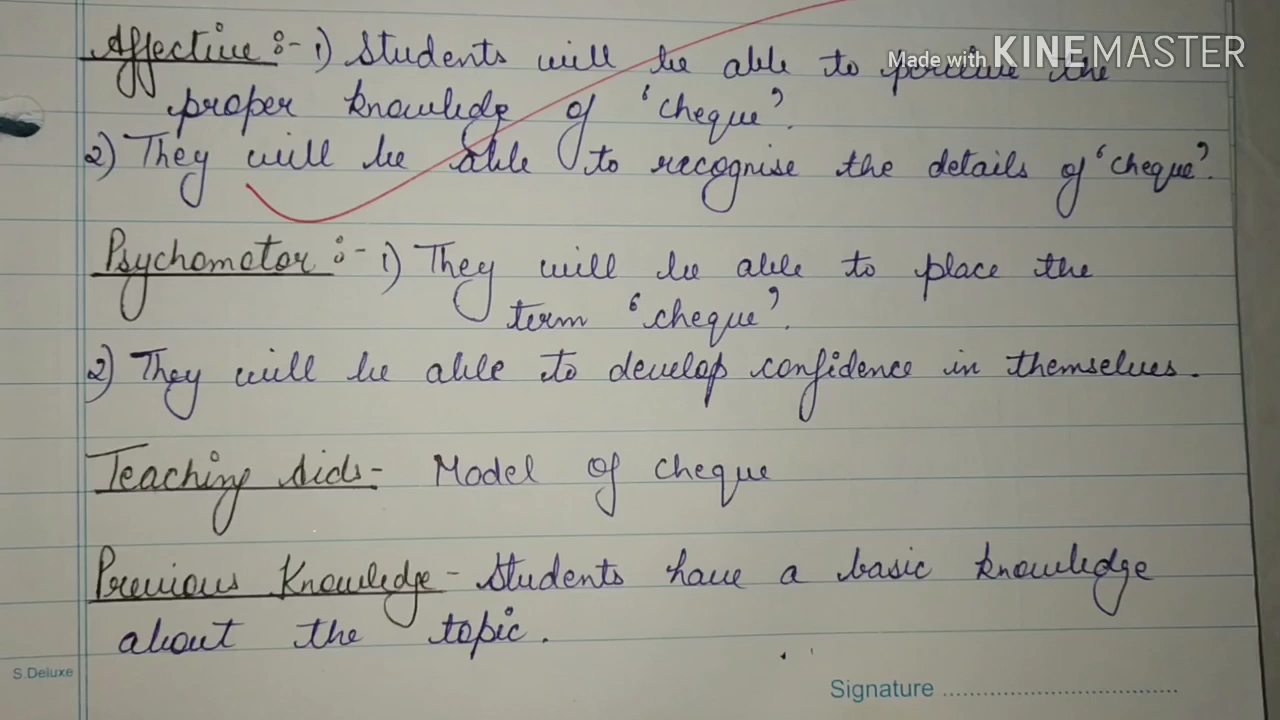 Affective :- 1) Students will be able to percieve the
Made with KINEMASTER
proper knowledge of 'cheque'.
2) They will be able to recognise the details of 'cheque'.
Psychomotor :- 1) They will be able to place the
term 'cheque'.
2) They will be able to develop confidence in themselves.
Teaching Aids - Model of cheque
Previous Knowledge - Students have a basic knowledge
about the topic.
S.Deluxe
Signature ....................................